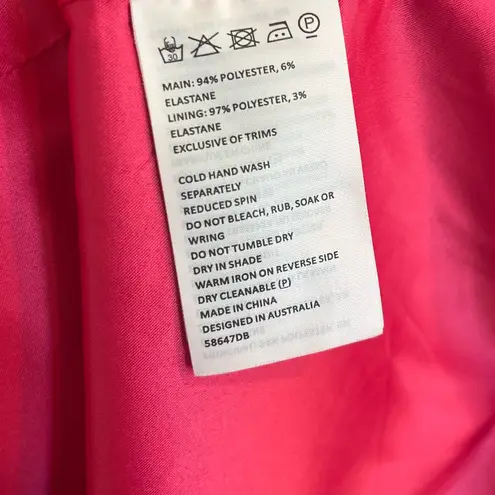 30 P
MAIN: 94% POLYESTER, 6%
ELASTANE
LINING: 97% POLYESTER, 3%
ELASTANE
EXCLUSIVE OF TRIMS
COLD HAND WASH
SEPARATELY
REDUCED SPIN
DO NOT BLEACH, RUB, SOAK OR
WRING
DO NOT TUMBLE DRY
DRY IN SHADE
WARM IRON ON REVERSE SIDE
DRY CLEANABLE (P)
MADE IN CHINA
DESIGNED IN AUSTRALIA
58647DB